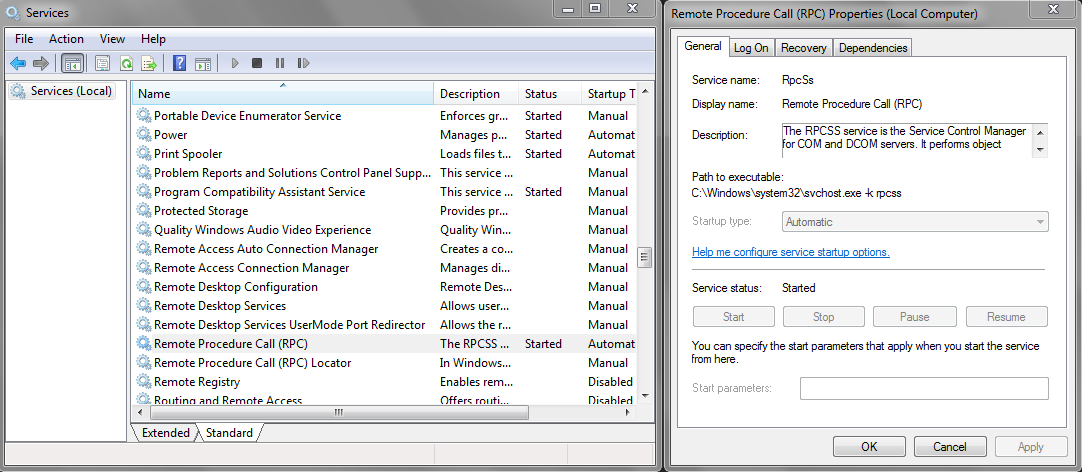 Services
File Action View Help
Services (Local)
Name Description Status Startup T
Portable Device Enumerator Service Enforces gr... Started Manual
Power Manages p... Started Automat
Print Spooler Loads files t... Started Automat
Problem Reports and Solutions Control Panel Supp... This service ... Manual
Program Compatibility Assistant Service This service ... Started Manual
Protected Storage Provides pr... Manual
Quality Windows Audio Video Experience Quality Win... Manual
Remote Access Auto Connection Manager Creates a co... Manual
Remote Access Connection Manager Manages di... Manual
Remote Desktop Configuration Remote Des... Manual
Remote Desktop Services Allows user... Manual
Remote Desktop Services UserMode Port Redirector Allows the r... Manual
Remote Procedure Call (RPC) The RPCSS ... Started Automat
Remote Procedure Call (RPC) Locator In Windows... Manual
Remote Registry Enables rem... Disabled
Routing and Remote Access Offers routi... Disabled
Extended Standard
Remote Procedure Call (RPC) Properties (Local Computer)
General Log On Recovery Dependencies
Service name: RpcSs
Display name: Remote Procedure Call (RPC)
Description: The RPCSS service is the Service Control Manager
for COM and DCOM servers. It performs object
Path to executable:
C:\Windows\system32\svchost.exe -k rpcss
Startup type: Automatic
Help me configure service startup options.
Service status: Started
Start Stop Pause Resume
You can specify the start parameters that apply when you start the service
from here.
Start parameters:
OK Cancel Apply